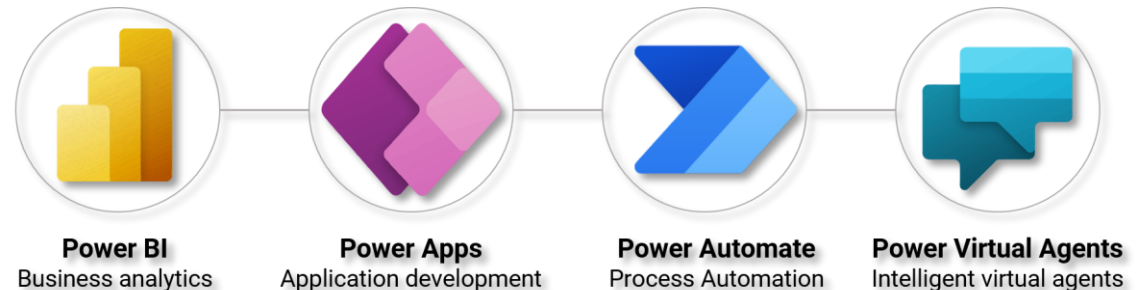 Power BI
Business analytics
Power Apps
Application development
Power Automate
Process Automation
Power Virtual Agents
Intelligent virtual agents